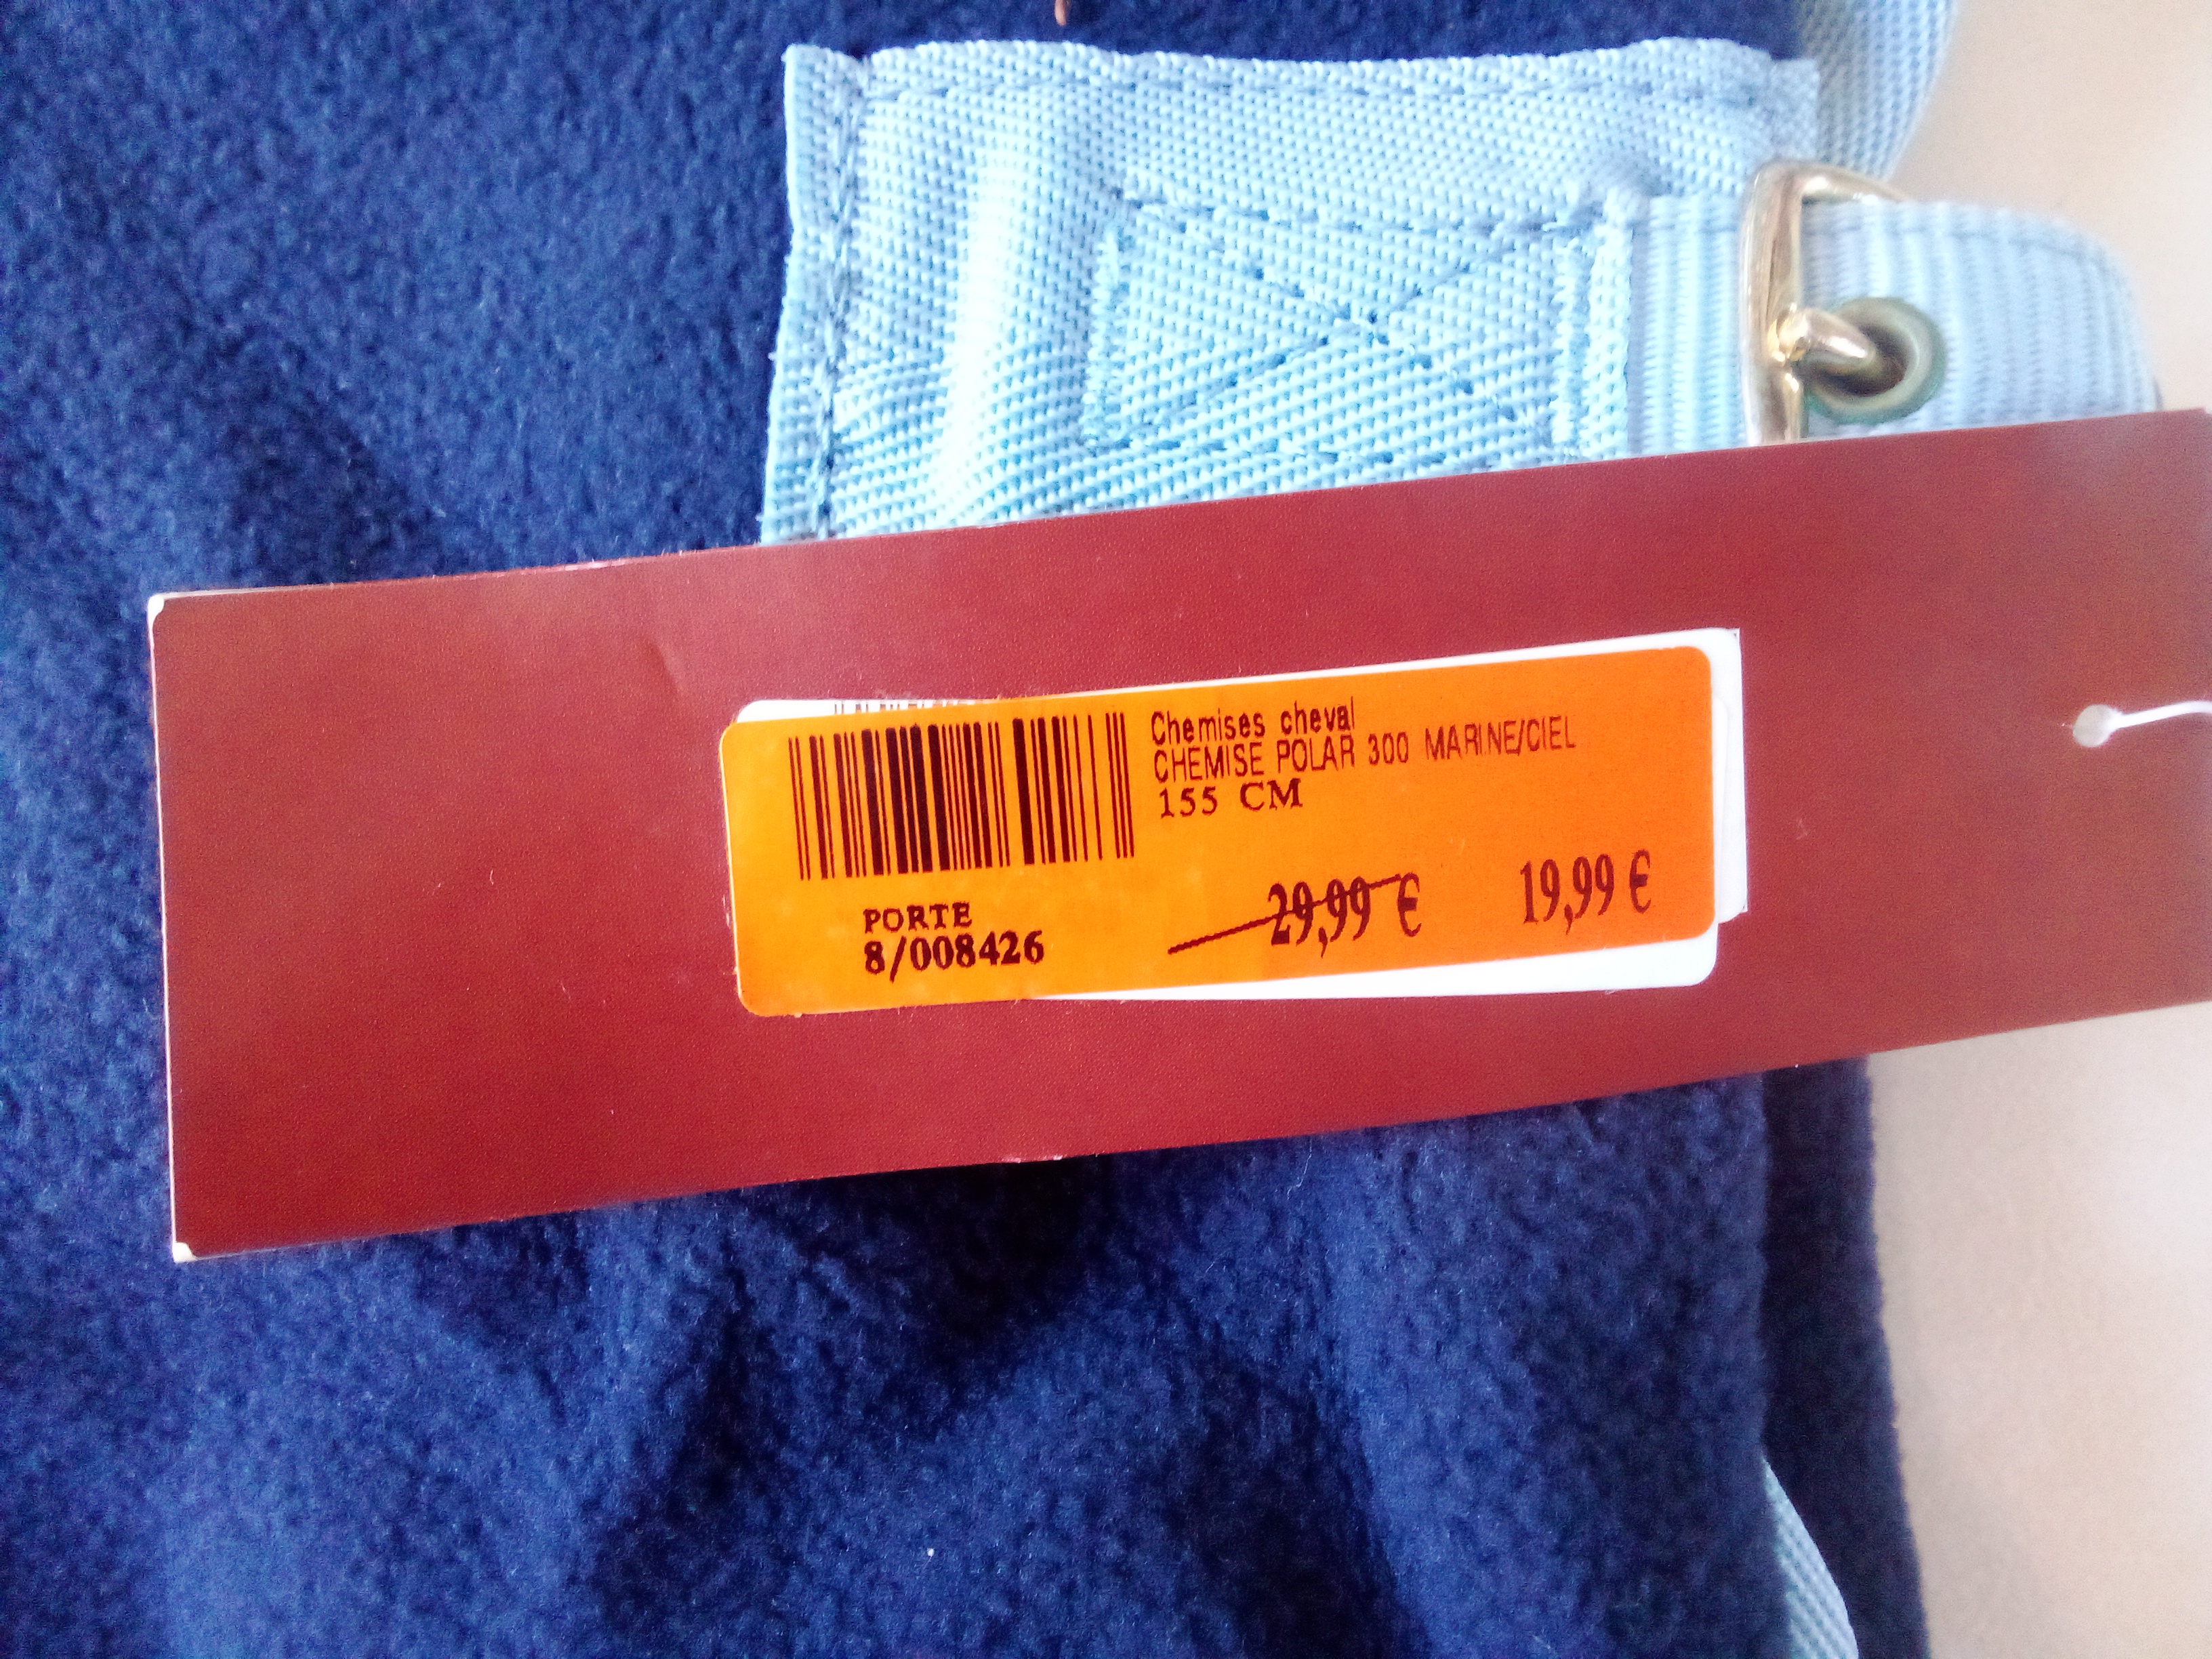 Chemises cheval
CHEMISE POLAR 300 MARINE/CIEL
155 CM
PORTE
8/008426
29,99 € 19,99 €